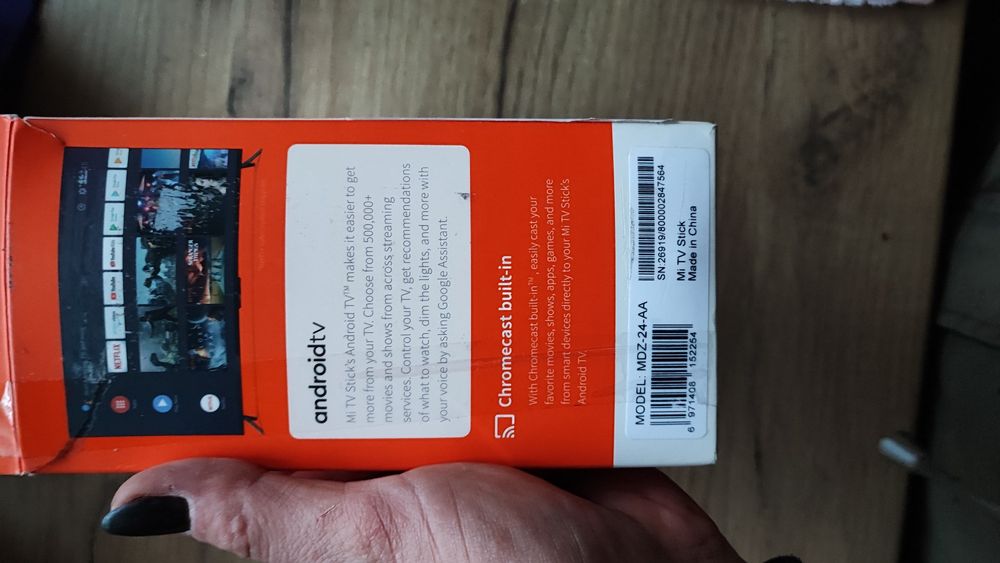 NETFLIX
YouTube
STRANGER THINGS
androidtv
Mi TV Stick's Android TV™ makes it easier to get
more from your TV. Choose from 500,000+
movies and shows from across streaming
services. Control your TV, get recommendations
of what to watch, dim the lights, and more with
your voice by asking Google Assistant.
Chromecast built-in
With Chromecast built-in™, easily cast your
favorite movies, shows, apps, games, and more
from smart devices directly to your Mi TV Stick's
Android TV.
MODEL: MDZ-24-AA
6 971408 152254
SN:26919/800002847564
Mi TV Stick
Made in China